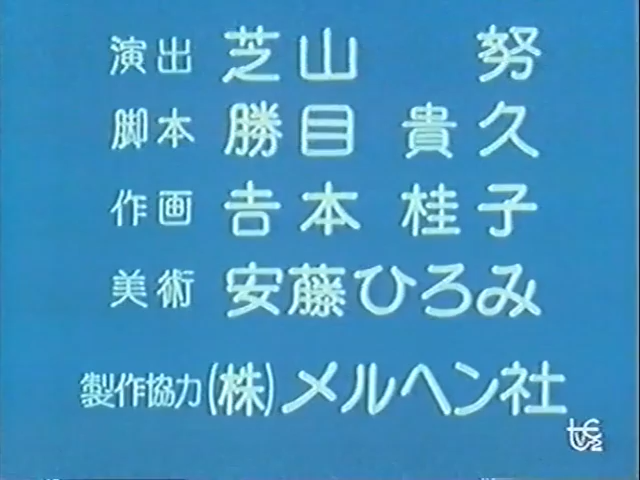 演出 芝山 努
脚本 勝目 貴久
作画 𠮷本 桂子
美術 安藤ひろみ
製作協力 (株)メルヘン社